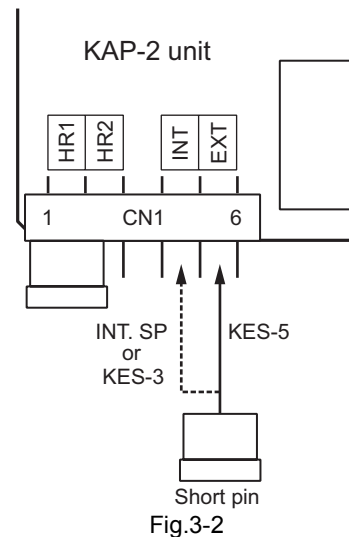 KAP-2 unit
HR1 HR2 INT EXT
1 CN1 6
INT. SP KES-5
or
KES-3
Short pin
Fig.3-2